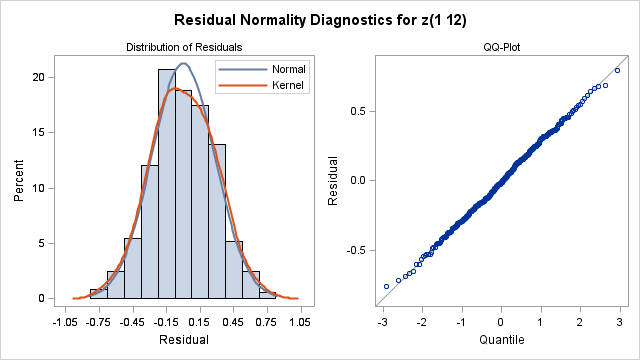 Residual Normality Diagnostics for z(1 12)
Distribution of Residuals
Normal
Kernel
Percent
20
15
10
5
0
-1.05 -0.75 -0.45 -0.15 0.15 0.45 0.75 1.05
Residual
QQ-Plot
Residual
0.5
0.0
-0.5
-3 -2 -1 0 1 2 3
Quantile